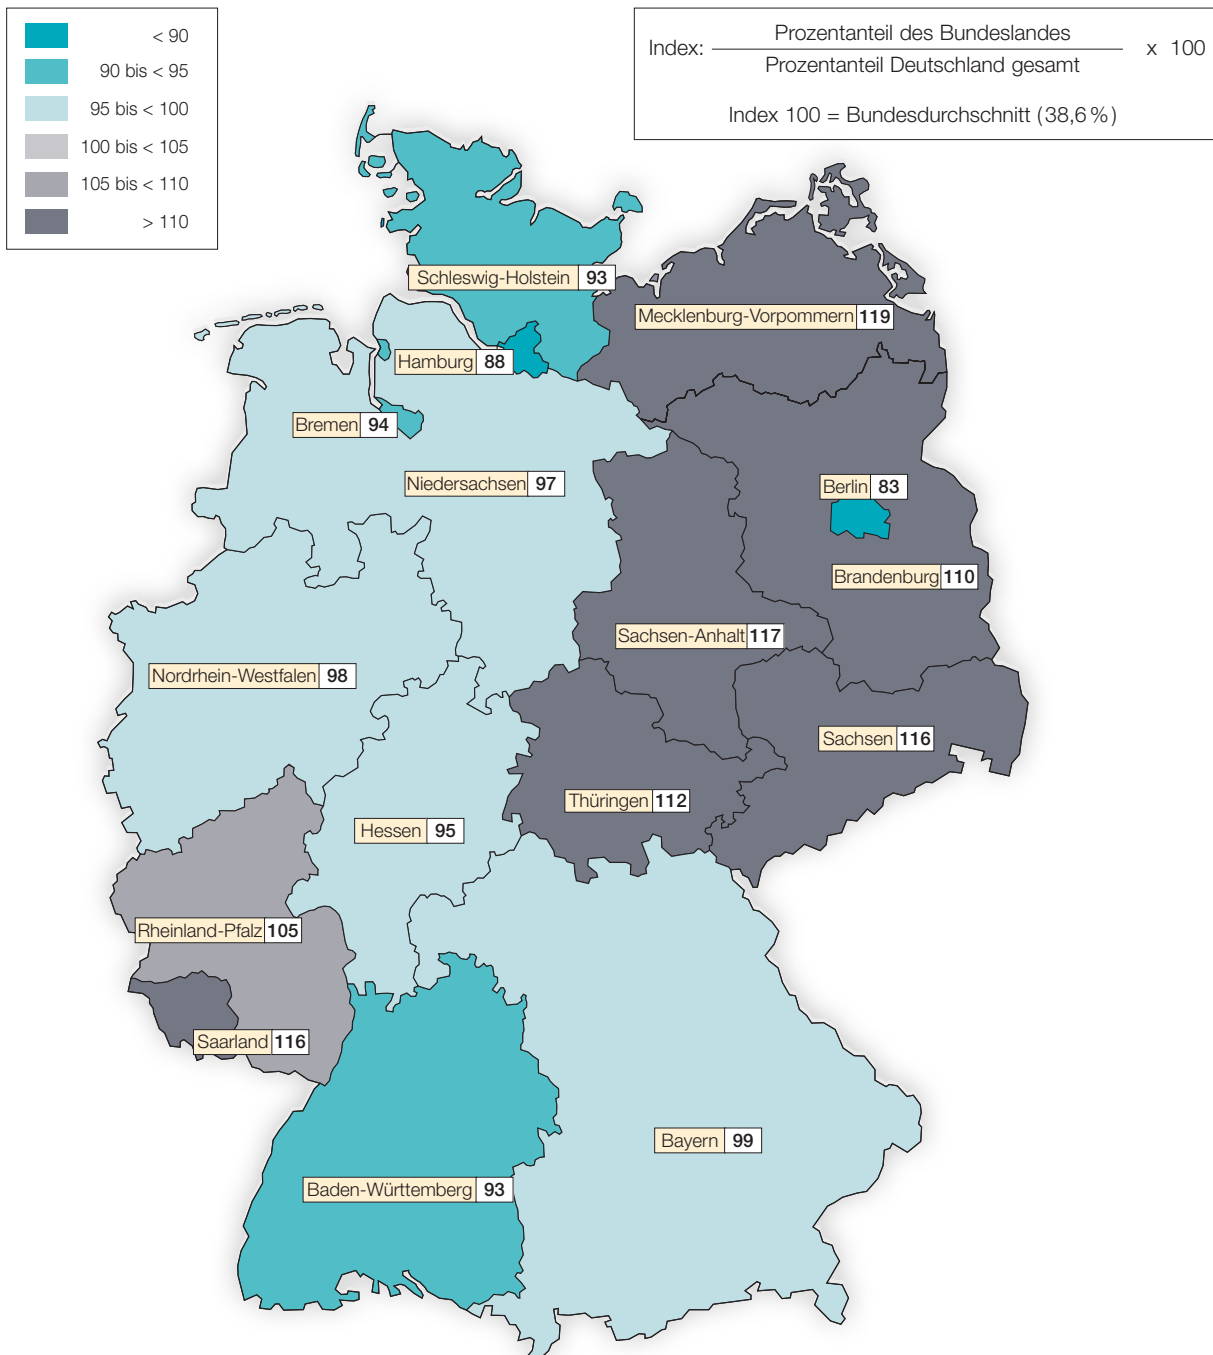 < 90
90 bis < 95
95 bis < 100
100 bis < 105
105 bis < 110
> 110
Index: Prozentanteil des Bundeslandes x 100
Prozentanteil Deutschland gesamt
Index 100 = Bundesdurchschnitt (38,6 %)
Schleswig-Holstein 93
Mecklenburg-Vorpommern 119
Hamburg 88
Bremen 94
Niedersachsen 97
Berlin 83
Brandenburg 110
Sachsen-Anhalt 117
Nordrhein-Westfalen 98
Sachsen 116
Thüringen 112
Hessen 95
Rheinland-Pfalz 105
Saarland 116
Bayern 99
Baden-Württemberg 93